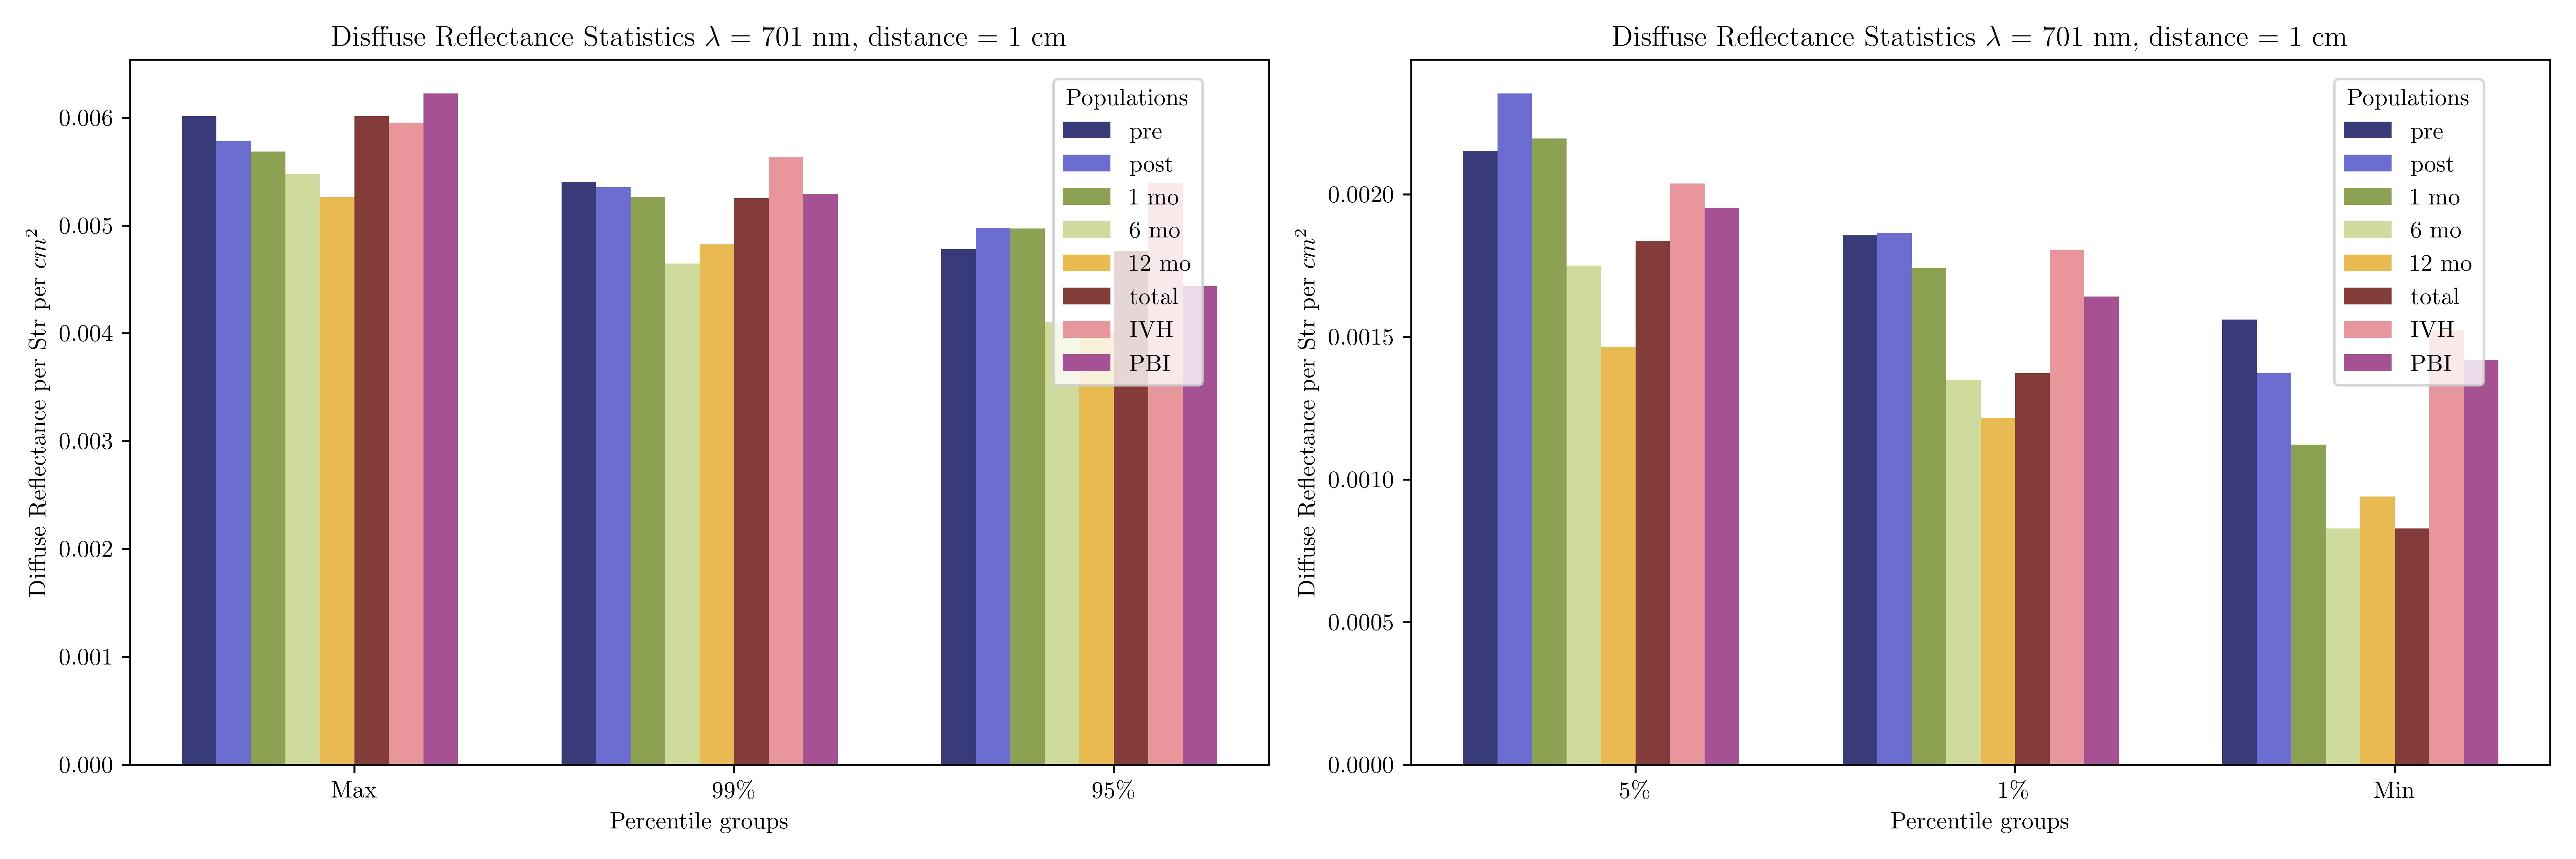 Disffuse Reflectance Statistics λ = 701 nm, distance = 1 cm
Diffuse Reflectance per Str per cm²
0.006
0.005
0.004
0.003
0.002
0.001
0.000
Populations
pre
post
1 mo
6 mo
12 mo
total
IVH
PBI
Max 99% 95%
Percentile groups
Disffuse Reflectance Statistics λ = 701 nm, distance = 1 cm
Diffuse Reflectance per Str per cm²
0.0020
0.0015
0.0010
0.0005
0.0000
Populations
pre
post
1 mo
6 mo
12 mo
total
IVH
PBI
5% 1% Min
Percentile groups